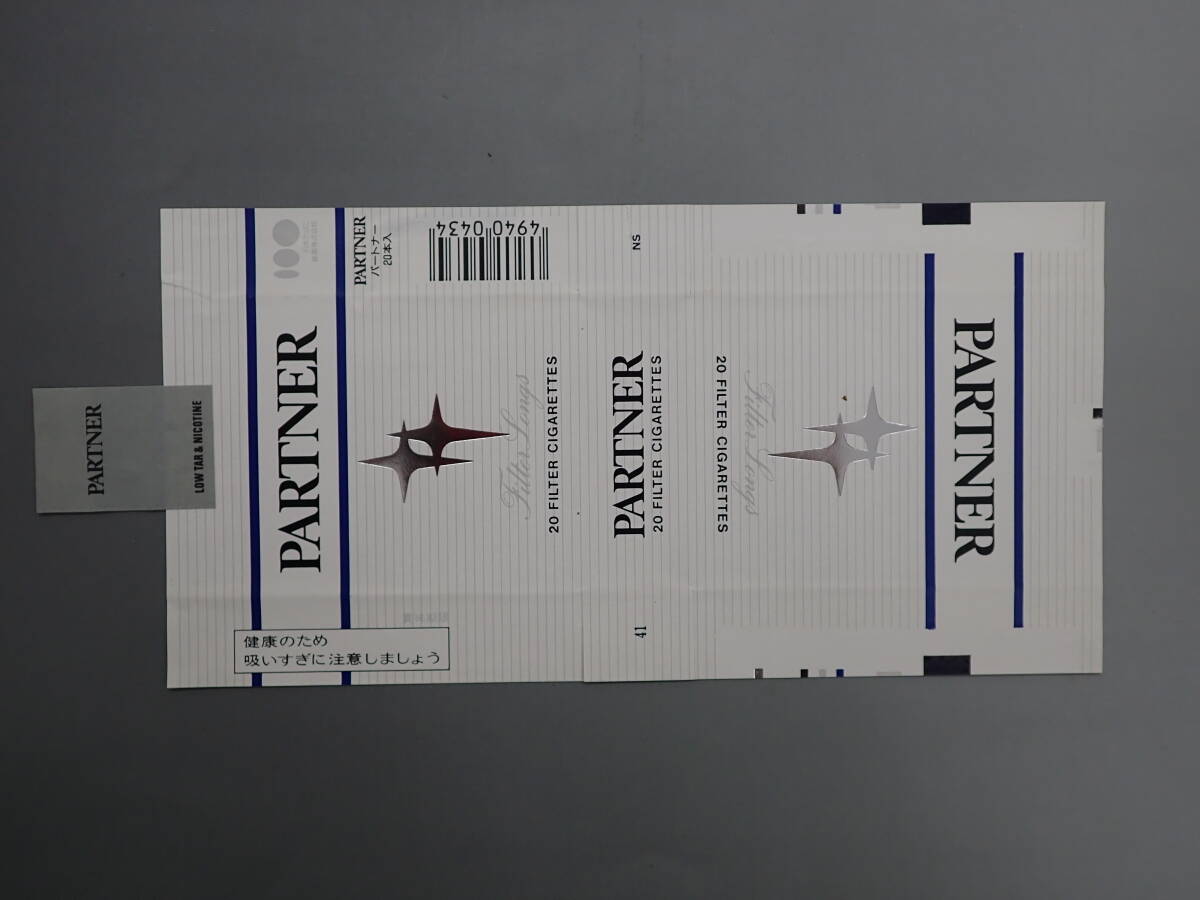 PARTNER
LOW TAR & NICOTINE
PARTNER
PARTNER
パートナー
20本入
49400434
Filter Longs
20 FILTER CIGARETTES
健康のため
吸いすぎに注意しましょう
NS
PARTNER
20 FILTER CIGARETTES
41
20 FILTER CIGARETTES
Filter Longs
PARTNER